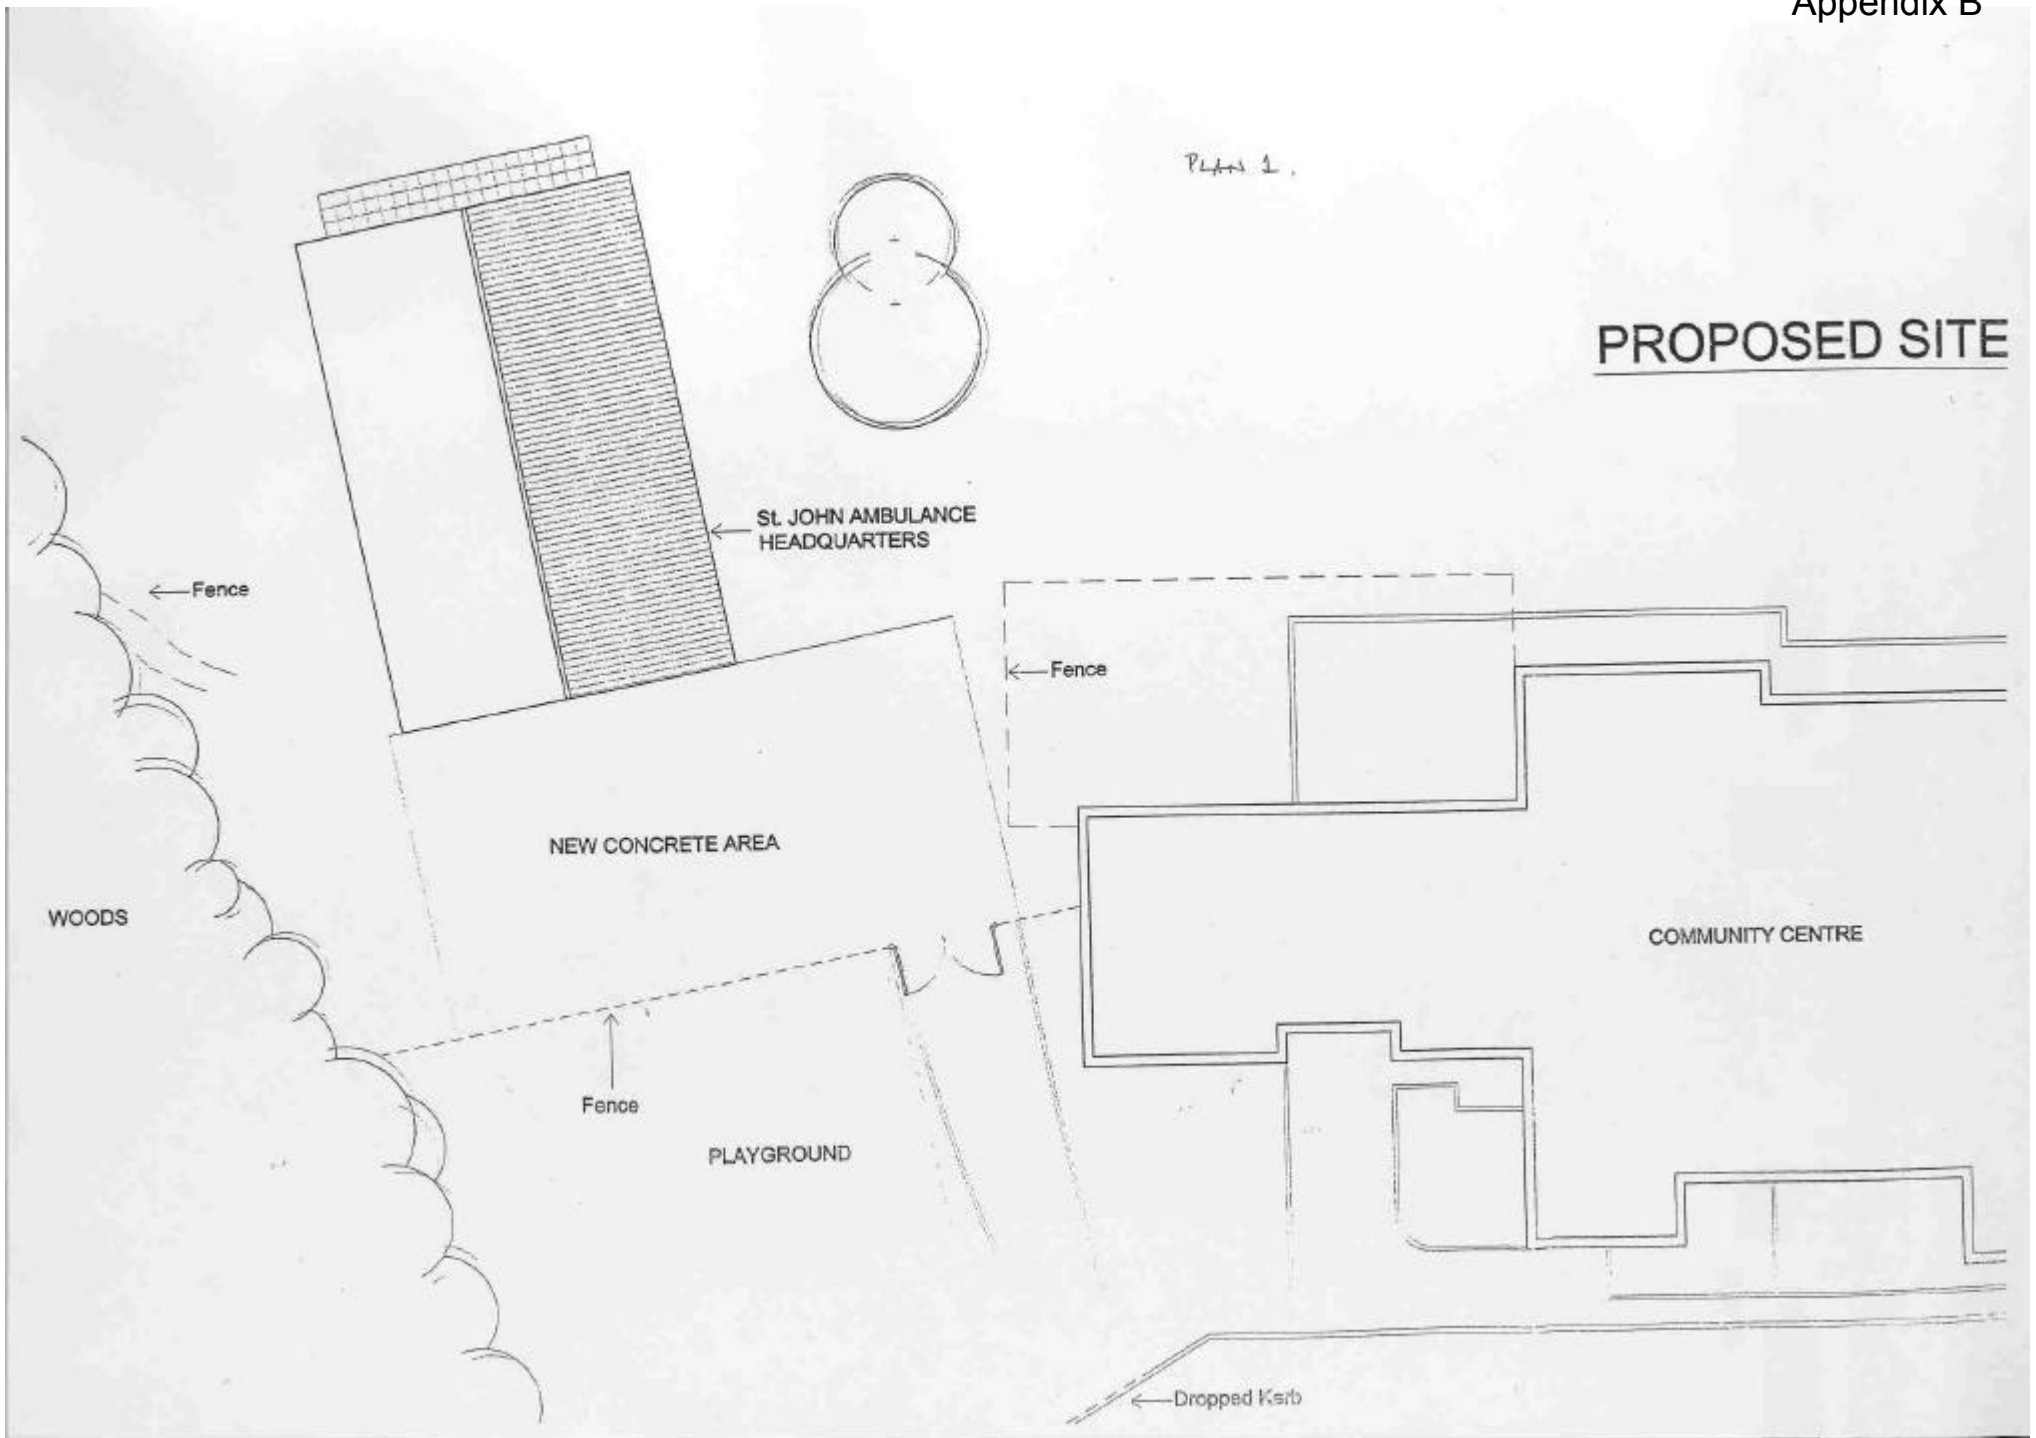 Appendix B
PLAN 1.
PROPOSED SITE
St. JOHN AMBULANCE
HEADQUARTERS
Fence
Fence
NEW CONCRETE AREA
WOODS
COMMUNITY CENTRE
Fence
PLAYGROUND
Dropped Kerb